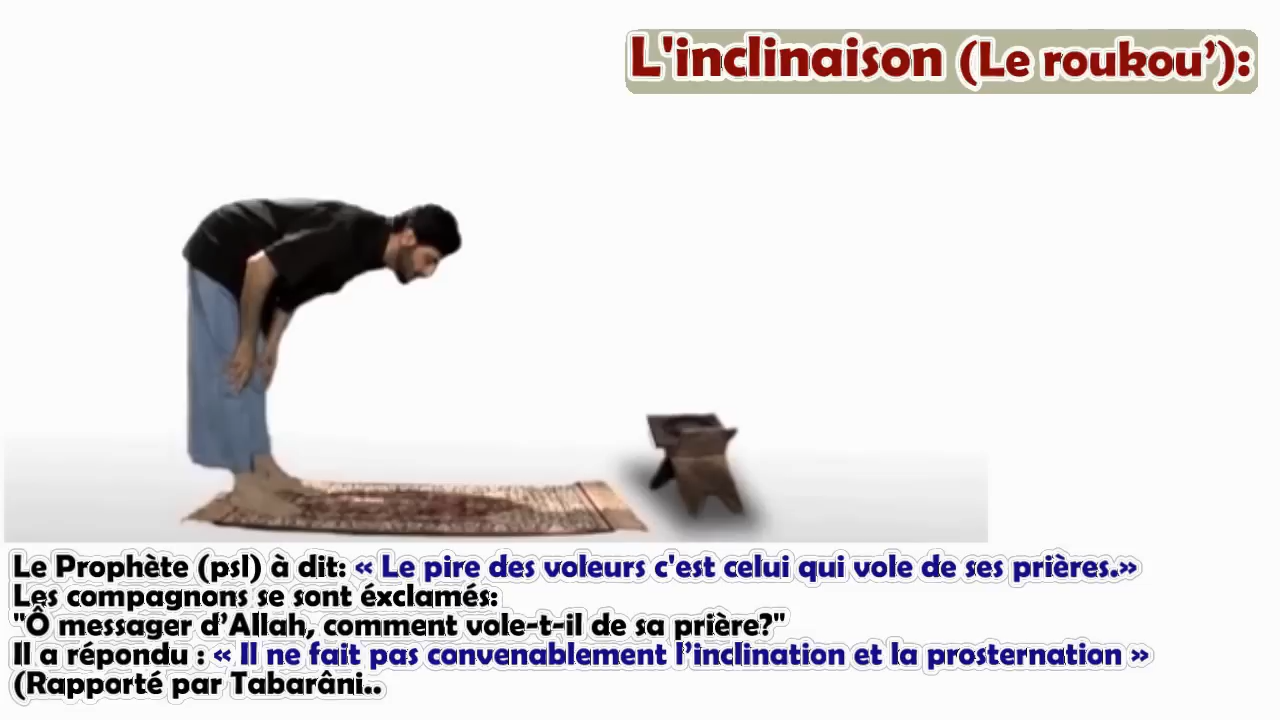 L'inclinaison (Le roukou’):
Le Prophète (psl) à dit: « Le pire des voleurs c'est celui qui vole de ses prières.»
Les compagnons se sont éxclamés:
"Ô messager d’Allah, comment vole-t-il de sa prière?"
Il a répondu : « Il ne fait pas convenablement l’inclination et la prosternation »
(Rapporté par Tabarâni..